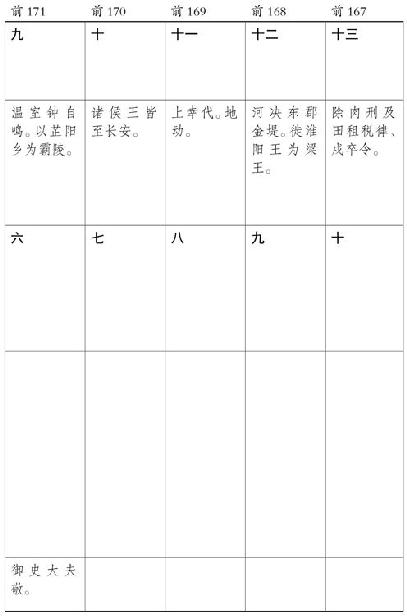 前 171 前 170 前 169 前 168 前 167
九 十 十一 十二 十三
温室钟自
鸣。以芷阳
乡为霸陵。
诸侯三皆
至长安。
上幸代。地
动。
河决东郡
金堤。徙淮
阳王为梁
王。
除肉刑及
田租税律、
戍卒令。
六 七 八 九 十
御史大夫
敬。